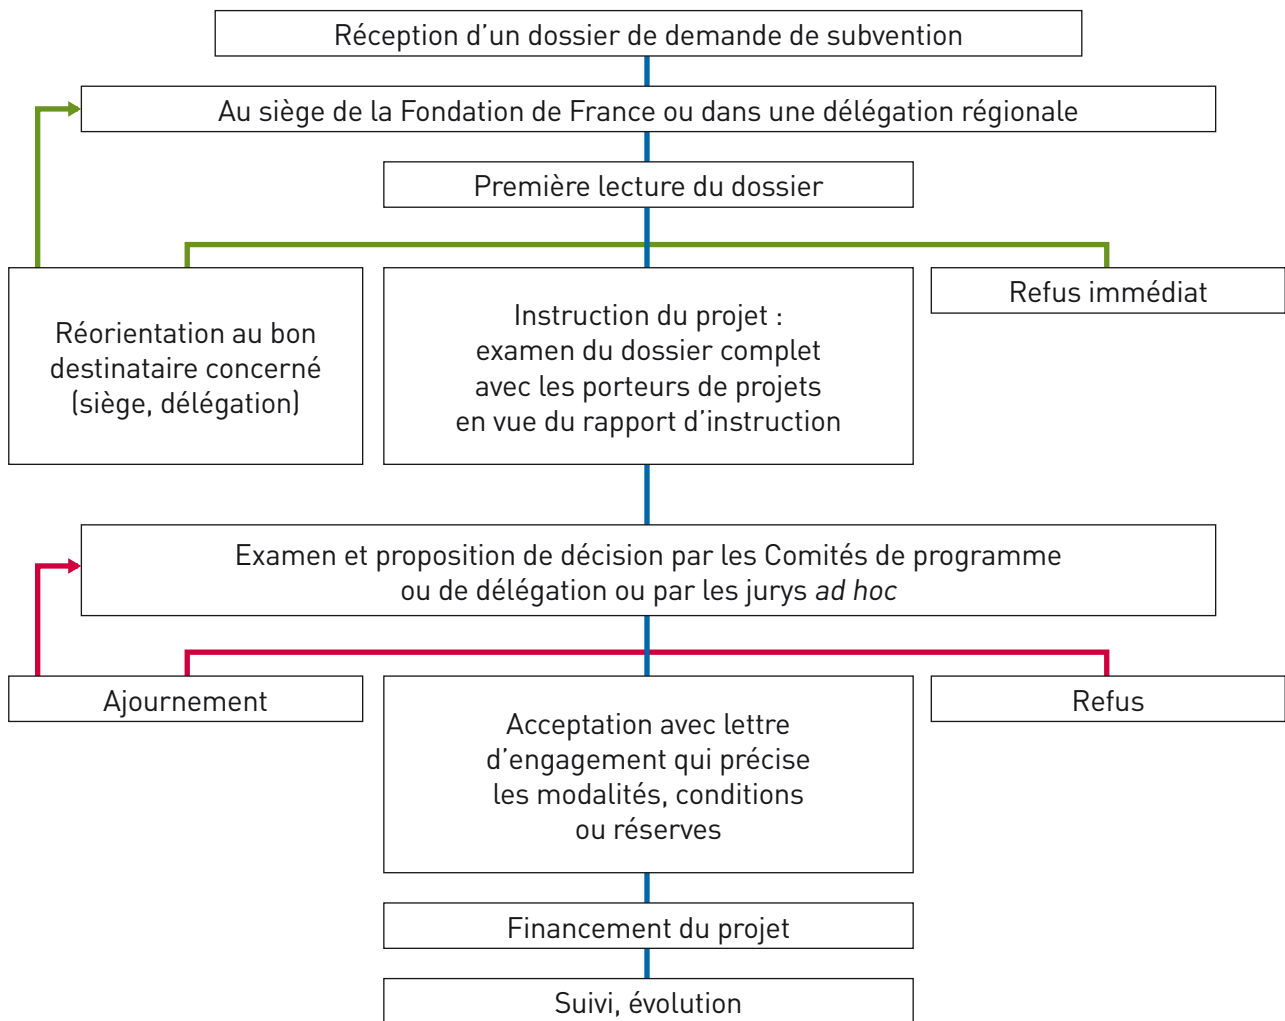 Réception d’un dossier de demande de subvention
Au siège de la Fondation de France ou dans une délégation régionale
Première lecture du dossier
Réorientation au bon
destinataire concerné
(siège, délégation)
Instruction du projet :
examen du dossier complet
avec les porteurs de projets
en vue du rapport d’instruction
Refus immédiat
Examen et proposition de décision par les Comités de programme
ou de délégation ou par les jurys ad hoc
Ajournement
Acceptation avec lettre
d’engagement qui précise
les modalités, conditions
ou réserves
Refus
Financement du projet
Suivi, évolution